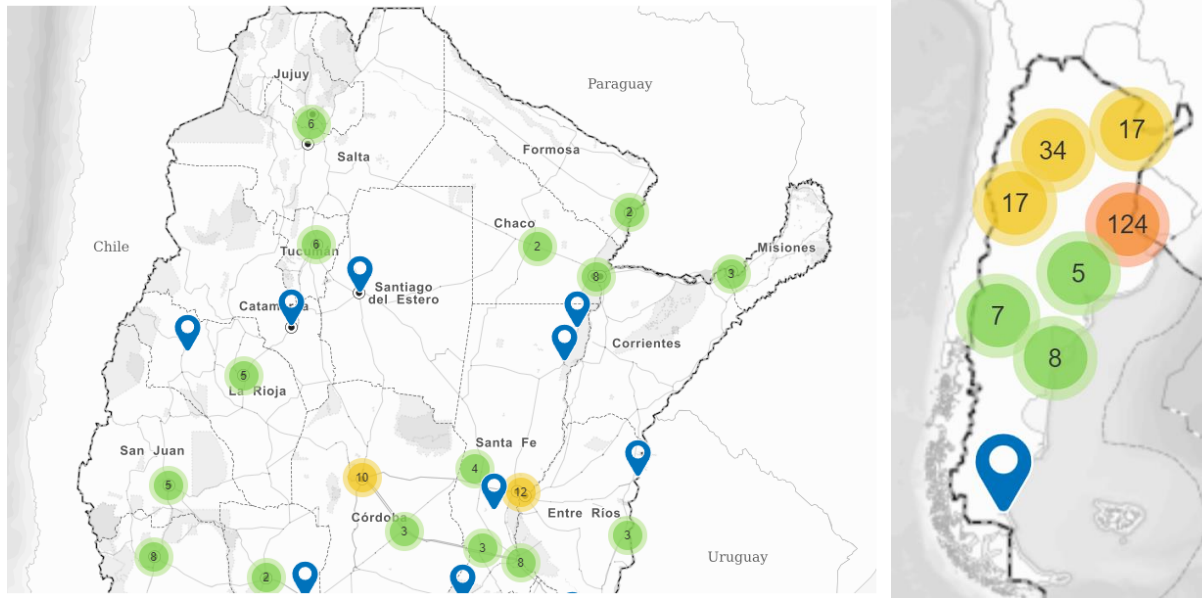 Jujuy
Paraguay
6
Salta
Formosa
2
Chaco
2
Chile
6
Tucumán
Misiones
8
3
Santiago
del Estero
Catamarca
Corrientes
5
La Rioja
Santa Fe
San Juan
4
10
12
5
Entre Ríos
Córdoba
3
3
3
8
8
2
Uruguay
17
34
17
124
5
7
8